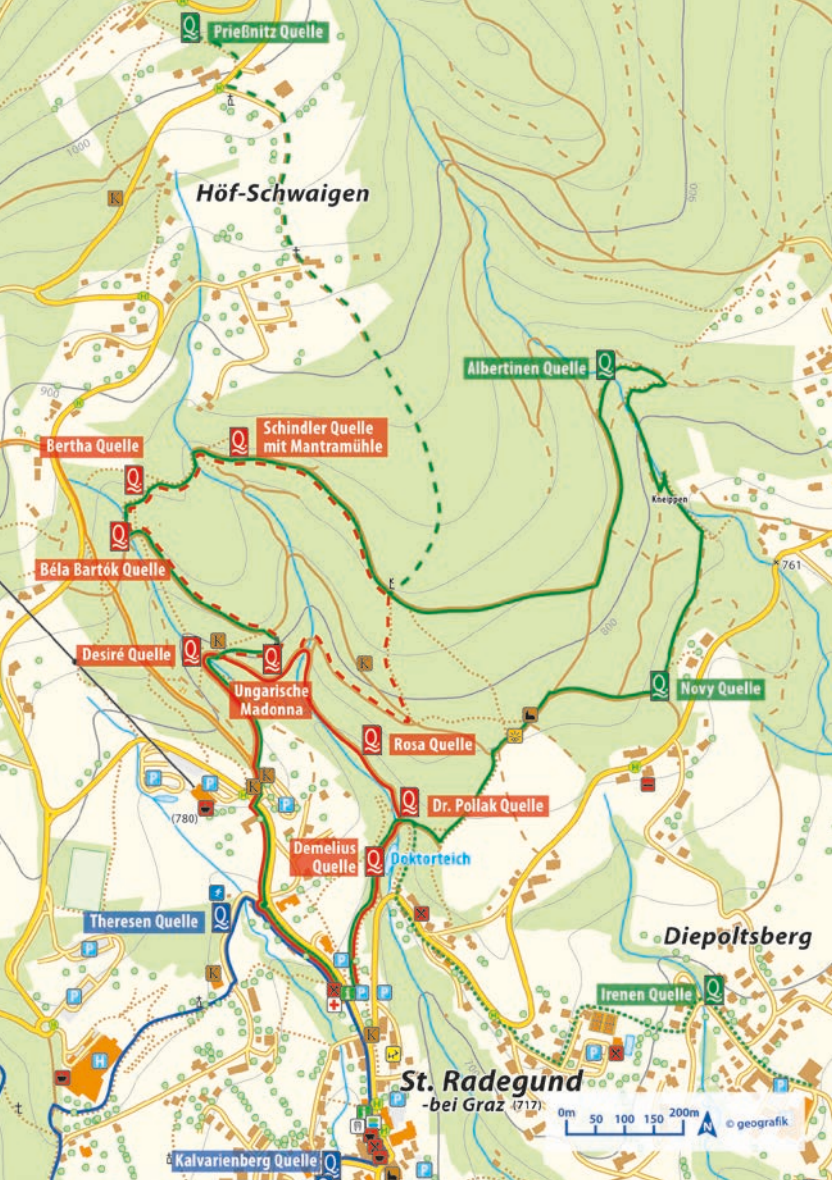 Q
Prießnitz Quelle
H
1000
K
Höf-Schwaigen
900
H
900
H
Albertinen Quelle
Q
Q
Schindler Quelle
mit Mantramühle
Bertha Quelle
Q
Kneippen
Q
Béla Bartók Quelle
761
800
Desiré Quelle
Q
K
Q
K
Ungarische
Madonna
Q
Novy Quelle
Q
Rosa Quelle
H
P
P
K
K
H
P
(780)
Q
Dr. Pollak Quelle
Demelius
Quelle
Q
Doktorteich
Theresen Quelle
Q
P
K
P
P
P
P
Diepoltsberg
Irenen Quelle
Q
H
H
H
K
P
P
St. Radegund
-bei Graz (717)
P
0m
50
100
150
200m
N
© geografik
Kalvarienberg Quelle
Q
P